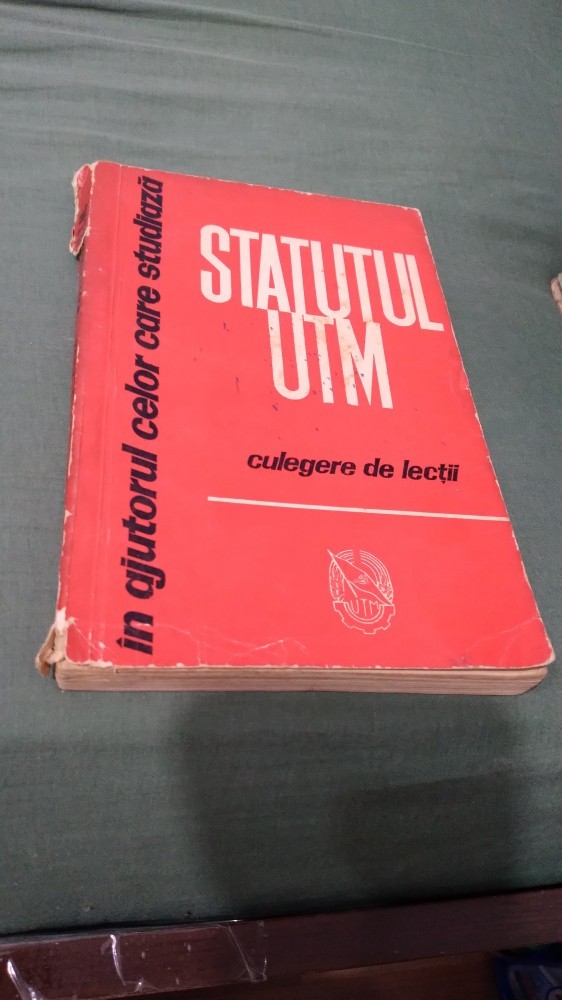 în ajutorul celor care studiază
STATUTUL
UTM
culegere de lecții
UTM